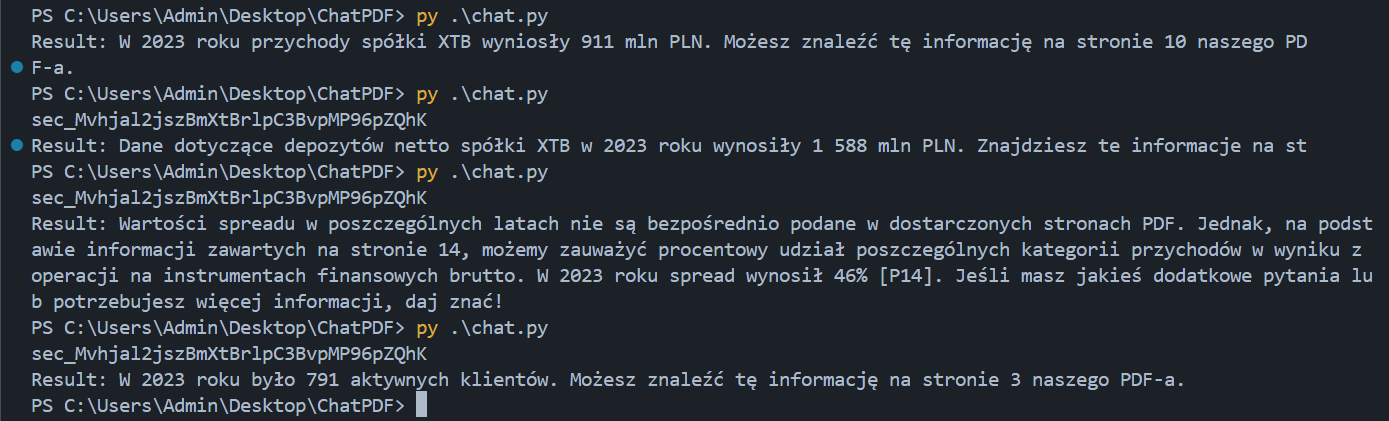 PS C:\Users\Admin\Desktop\ChatPDF> py .\chat.py
Result: W 2023 roku przychody spółki XTB wyniosły 911 mln PLN. Możesz znaleźć tę informację na stronie 10 naszego PD
F-a.
PS C:\Users\Admin\Desktop\ChatPDF> py .\chat.py
sec_Mvhjal2jszBmXtBrlpC3BvpMP96pZQhK
Result: Dane dotyczące depozytów netto spółki XTB w 2023 roku wynosiły 1 588 mln PLN. Znajdziesz te informacje na st
PS C:\Users\Admin\Desktop\ChatPDF> py .\chat.py
sec_Mvhjal2jszBmXtBrlpC3BvpMP96pZQhK
Result: Wartości spreadu w poszczególnych latach nie są bezpośrednio podane w dostarczonych stronach PDF. Jednak, na podst
awie informacji zawartych na stronie 14, możemy zauważyć procentowy udział poszczególnych kategorii przychodów w wyniku z
operacji na instrumentach finansowych brutto. W 2023 roku spread wynosił 46% [P14]. Jeśli masz jakieś dodatkowe pytania lu
b potrzebujesz więcej informacji, daj znać!
PS C:\Users\Admin\Desktop\ChatPDF> py .\chat.py
sec_Mvhjal2jszBmXtBrlpC3BvpMP96pZQhK
Result: W 2023 roku było 791 aktywnych klientów. Możesz znaleźć tę informację na stronie 3 naszego PDF-a.
PS C:\Users\Admin\Desktop\ChatPDF>